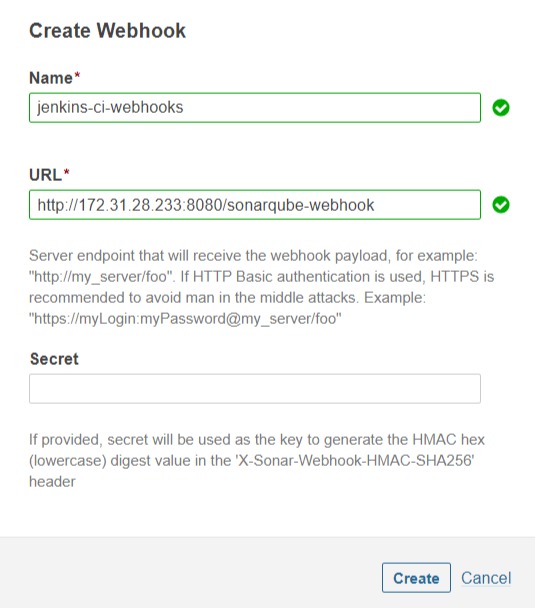 Create Webhook
Name*
jenkins-ci-webhooks
URL*
http://172.31.28.233:8080/sonarqube-webhook
Server endpoint that will receive the webhook payload, for example:
"http://my_server/foo". If HTTP Basic authentication is used, HTTPS is
recommended to avoid man in the middle attacks. Example:
"https://myLogin:myPassword@my_server/foo"
Secret
If provided, secret will be used as the key to generate the HMAC hex
(lowercase) digest value in the 'X-Sonar-Webhook-HMAC-SHA256'
header
Create Cancel